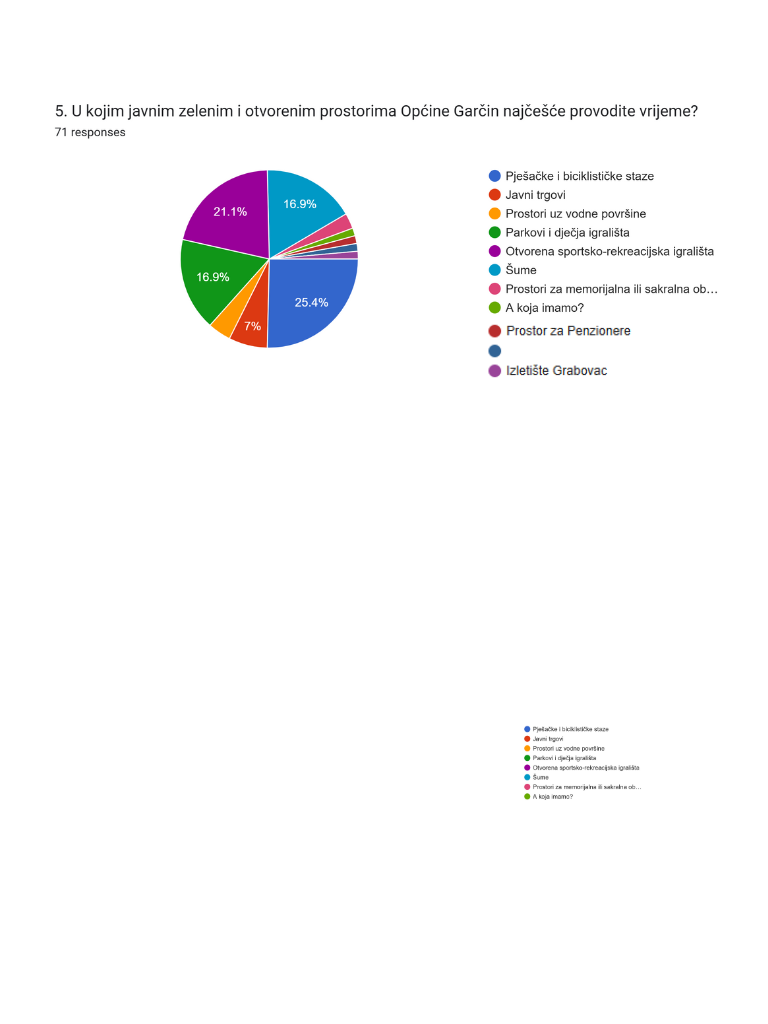 5. U kojim javnim zelenim i otvorenim prostorima Općine Garčin najčešće provodite vrijeme?
71 responses
21.1%
16.9%
16.9%
25.4%
7%
Pješačke i biciklističke staze
Javni trgovi
Prostori uz vodne površine
Parkovi i dječja igrališta
Otvorena sportsko-rekreacijska igrališta
Šume
Prostori za memorijalna ili sakralna ob…
A koja imamo?
Prostor za Penzionere
Izletište Grabovac
Pješačke i biciklističke staze
Javni trgovi
Prostori uz vodne površine
Parkovi i dječja igrališta
Otvorena sportsko-rekreacijska igrališta
Šume
Prostori za memorijalna ili sakralna ob…
A koja imamo?